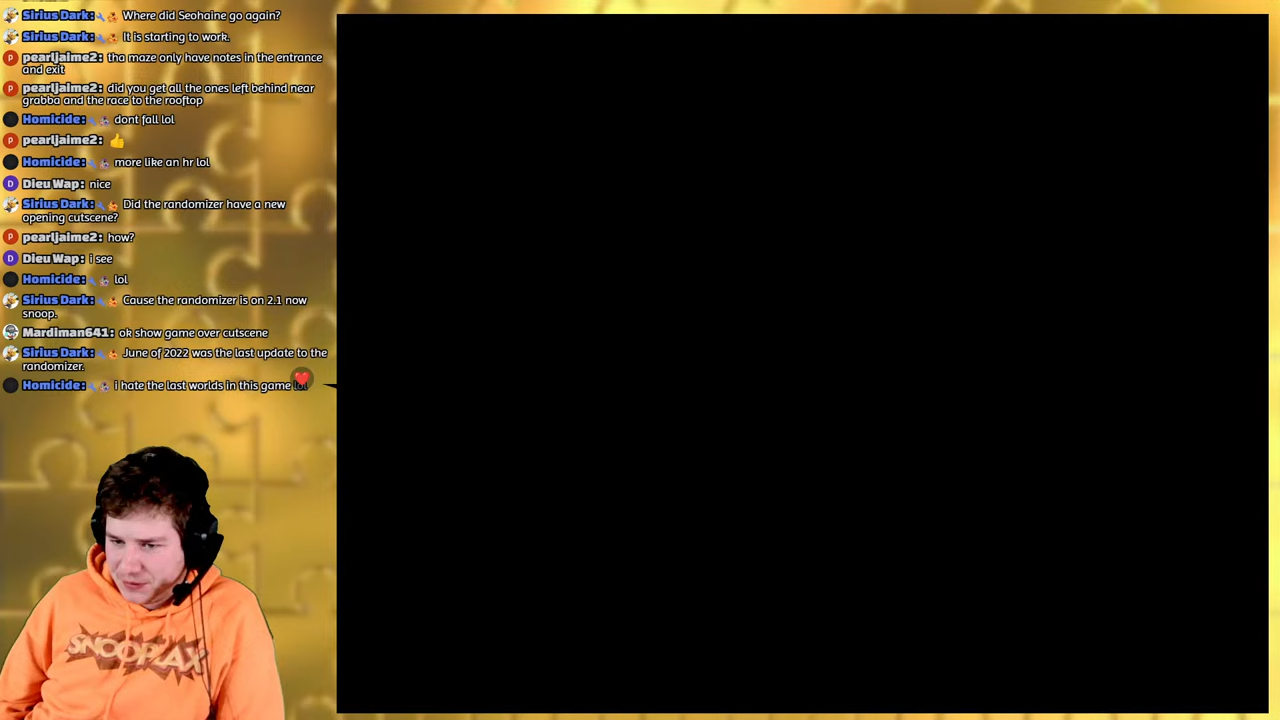 Sirius Dark: Where did Seohaine go again?
Sirius Dark: It is starting to work.
pearljaime2: tha maze only have notes in the entrance
and exit
pearljaime2: did you get all the ones left behind near
grabba and the race to the rooftop
Homicide: dont fall lol
pearljaime2: 👍
Homicide: more like an hr lol
Dieu Wap: nice
Sirius Dark: Did the randomizer have a new
opening cutscene?
pearljaime2: how?
Dieu Wap: i see
Homicide: lol
Sirius Dark: Cause the randomizer is on 2.1 now
snoop.
Mardiman641: ok show game over cutscene
Sirius Dark: June of 2022 was the last update to the
randomizer.
Homicide: i hate the last worlds in this game lol
SNOOPLAX